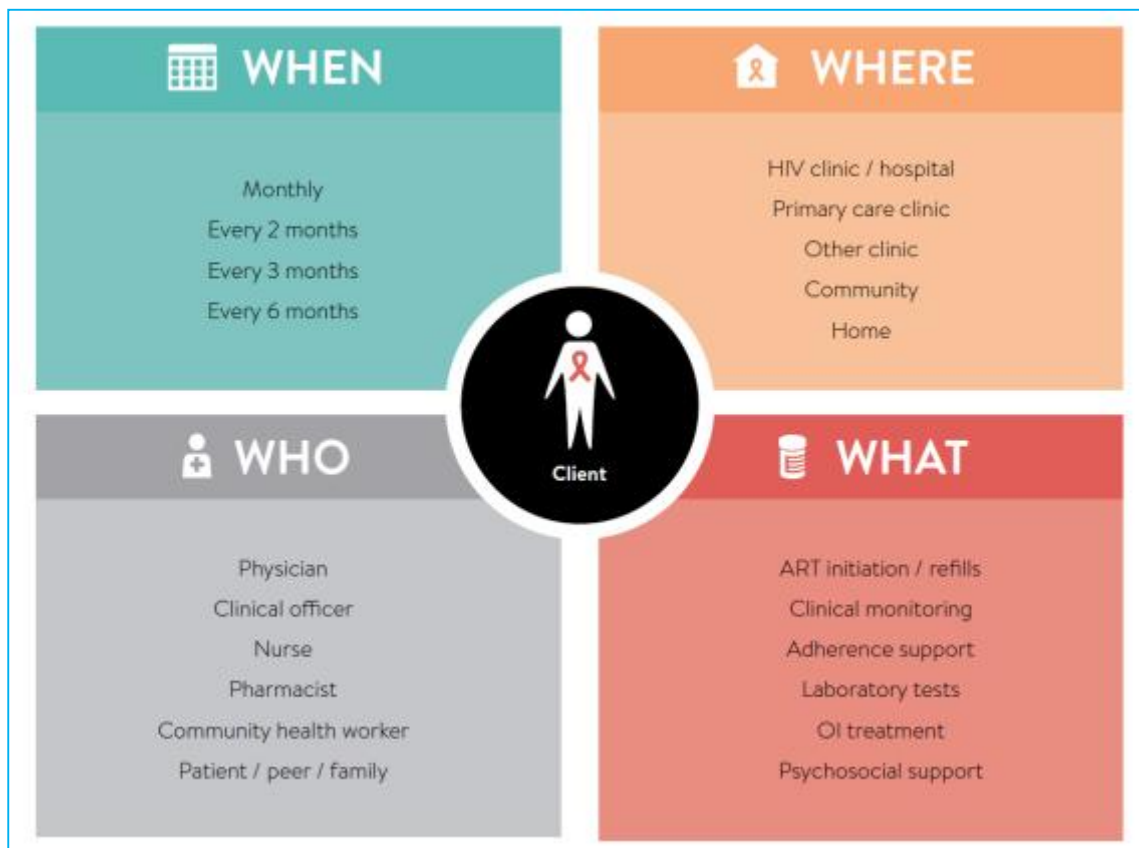 WHEN
Monthly
Every 2 months
Every 3 months
Every 6 months
WHERE
HIV clinic / hospital
Primary care clinic
Other clinic
Community
Home
Client
WHO
Physician
Clinical officer
Nurse
Pharmacist
Community health worker
Patient / peer / family
WHAT
ART initiation / refills
Clinical monitoring
Adherence support
Laboratory tests
OI treatment
Psychosocial support